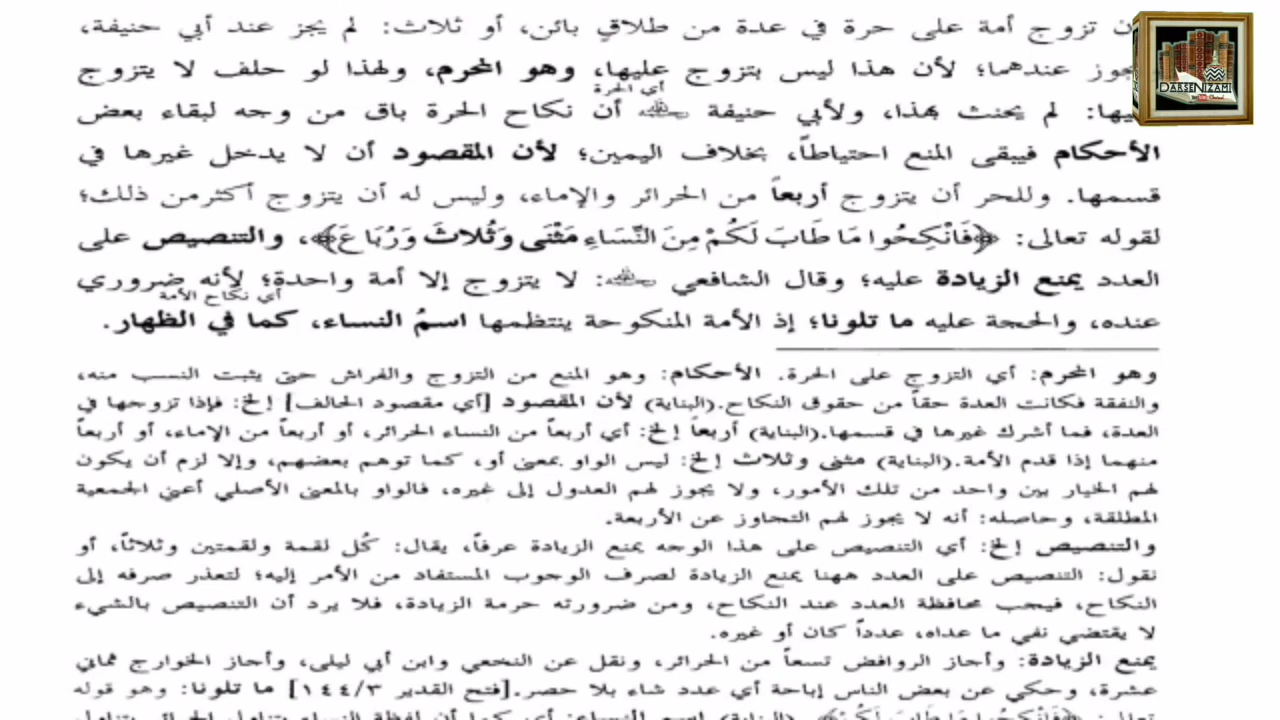 ن تزوج أمة على حرة في عدة من طلاقٍ بائن، أو ثلاث: لم يجز عند أبي حنيفة،
جوز عندهما؛ لأن هذا ليس بتزوج عليها، وهو المحرم، ولهذا لو حلف لا يتزوج
أي الحرة
يها: لم يحنث بهذا، ولأبي حنيفة أن نكاح الحرة باق من وجه لبقاء بعض
الأحكام فيبقى المنع احتياطاً، بخلاف اليمين؛ لأن المقصود أن لا يدخل غيرها في
قسمها. وللحر أن يتزوج أربعاً من الحرائر والإماء، وليس له أن يتزوج أكثر من ذلك؛
لقوله تعالى: ﴿فَانْكِحُوا مَا طَابَ لَكُمْ مِنَ النِّسَاءِ مَثْنَى وَثُلاثَ وَرُبَاعَ﴾، والتنصيص على
العدد يمنع الزيادة عليه؛ وقال الشافعي: لا يتزوج إلا أمة واحدة؛ لأنه ضروري
أي نكاح الأمة
عنده، والحجة عليه ما تلونا؛ إذ الأمة المنكوحة ينتظمها اسمُ النساء، كما في الظهار.
وهو المحرم: أي التزوج على الحرة. الأحكام: وهو المنع من التزوج والفراش حتى يثبت النسب منه،
والنفقة فكانت العدة حقاً من حقوق النكاح.(البناية) لأن المقصود [أي مقصود الحالف] إلخ: فإذا تزوجها في
العدة، فما أشرك غيرها في قسمها.(البناية) أربعاً إلخ: أي أربعاً من النساء الحرائر، أو أربعاً من الإماء، أو أربعاً
منهما إذا قدم الأمة.(البناية) مثنى وثلاث إلخ: ليس الواو بمعنى أو، كما توهم بعضهم، وإلا لزم أن يكون
لهم الخيار بين واحد من تلك الأمور، ولا يجوز لهم العدول إلى غيره، فالواو بالمعنى الأصلي أعني الجمعية
المطلقة، وحاصله: أنه لا يجوز لهم التجاوز عن الأربعة.
والتنصيص إلخ: أي التنصيص على هذا الوجه يمنع الزيادة عرفاً، يقال: كُل لقمة ولقمتين وثلاثاً، أو
نقول: التنصيص على العدد ههنا يمنع الزيادة لصرف الوجوب المستفاد من الأمر إليه؛ لتعذر صرفه إلى
النكاح، فيجب محافظة العدد عند النكاح، ومن ضرورته حرمة الزيادة، فلا يرد أن التنصيص بالشيء
لا يقتضي نفي ما عداه، عدداً كان أو غيره.
يمنع الزيادة: وأجاز الروافض تسعاً من الحرائر، ونقل عن النخعي وابن أبي ليلى، وأجاز الخوارج ثماني
عشرة، وحكي عن بعض الناس إباحة أي عدد شاء بلا حصر.[فتح القدير ١٤٤/٣] ما تلونا: وهو قوله
DARSENIZAMI